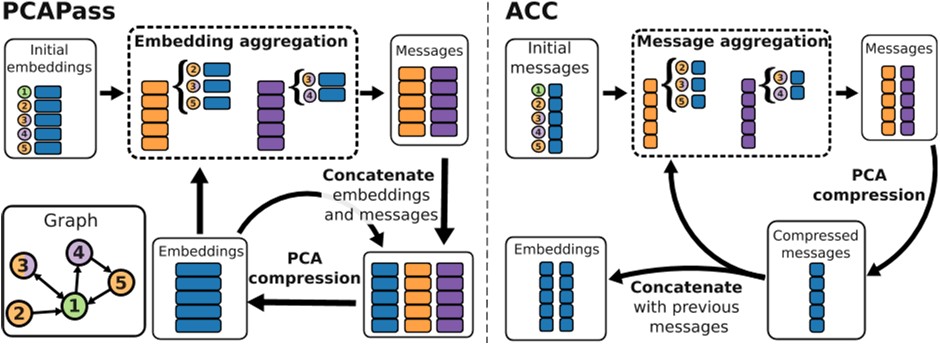 PCAPass
Initial
embeddings
1
2
3
4
5
Embedding aggregation
2
3
5
3
4
Messages
Concatenate
embeddings
and messages
Graph
3
4
5
2
1
Embeddings
PCA
compression
ACC
Initial
messages
1
2
3
4
5
Message aggregation
2
3
5
3
4
Messages
PCA
compression
Embeddings
Concatenate
with previous
messages
Compressed
messages